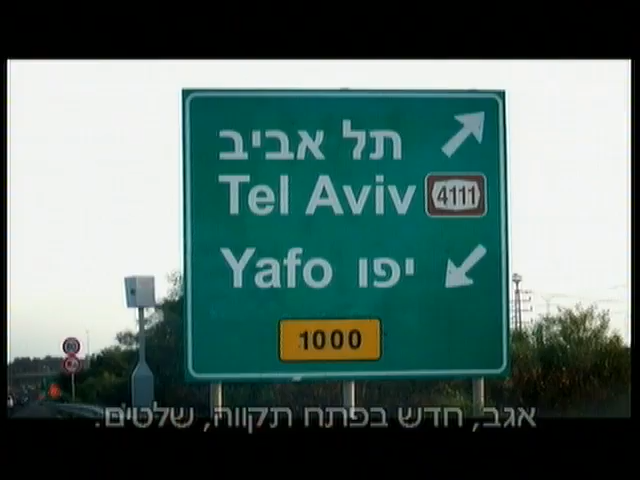 תל אביב
Tel Aviv 4111
Yafo יפו
1000
אגב, חדש בפתח תקווה, שלטים.